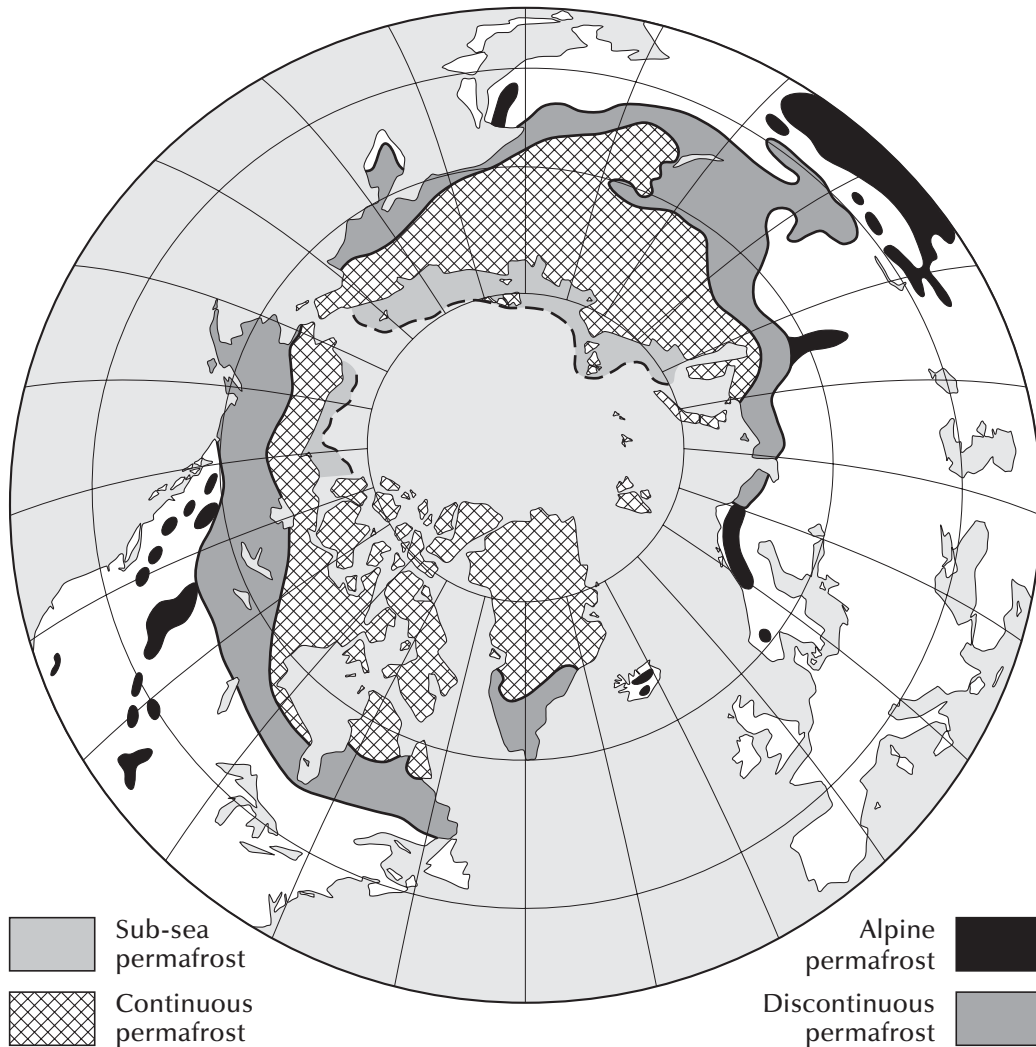 Sub-sea
permafrost
Continuous
permafrost
Alpine
permafrost
Discontinuous
permafrost